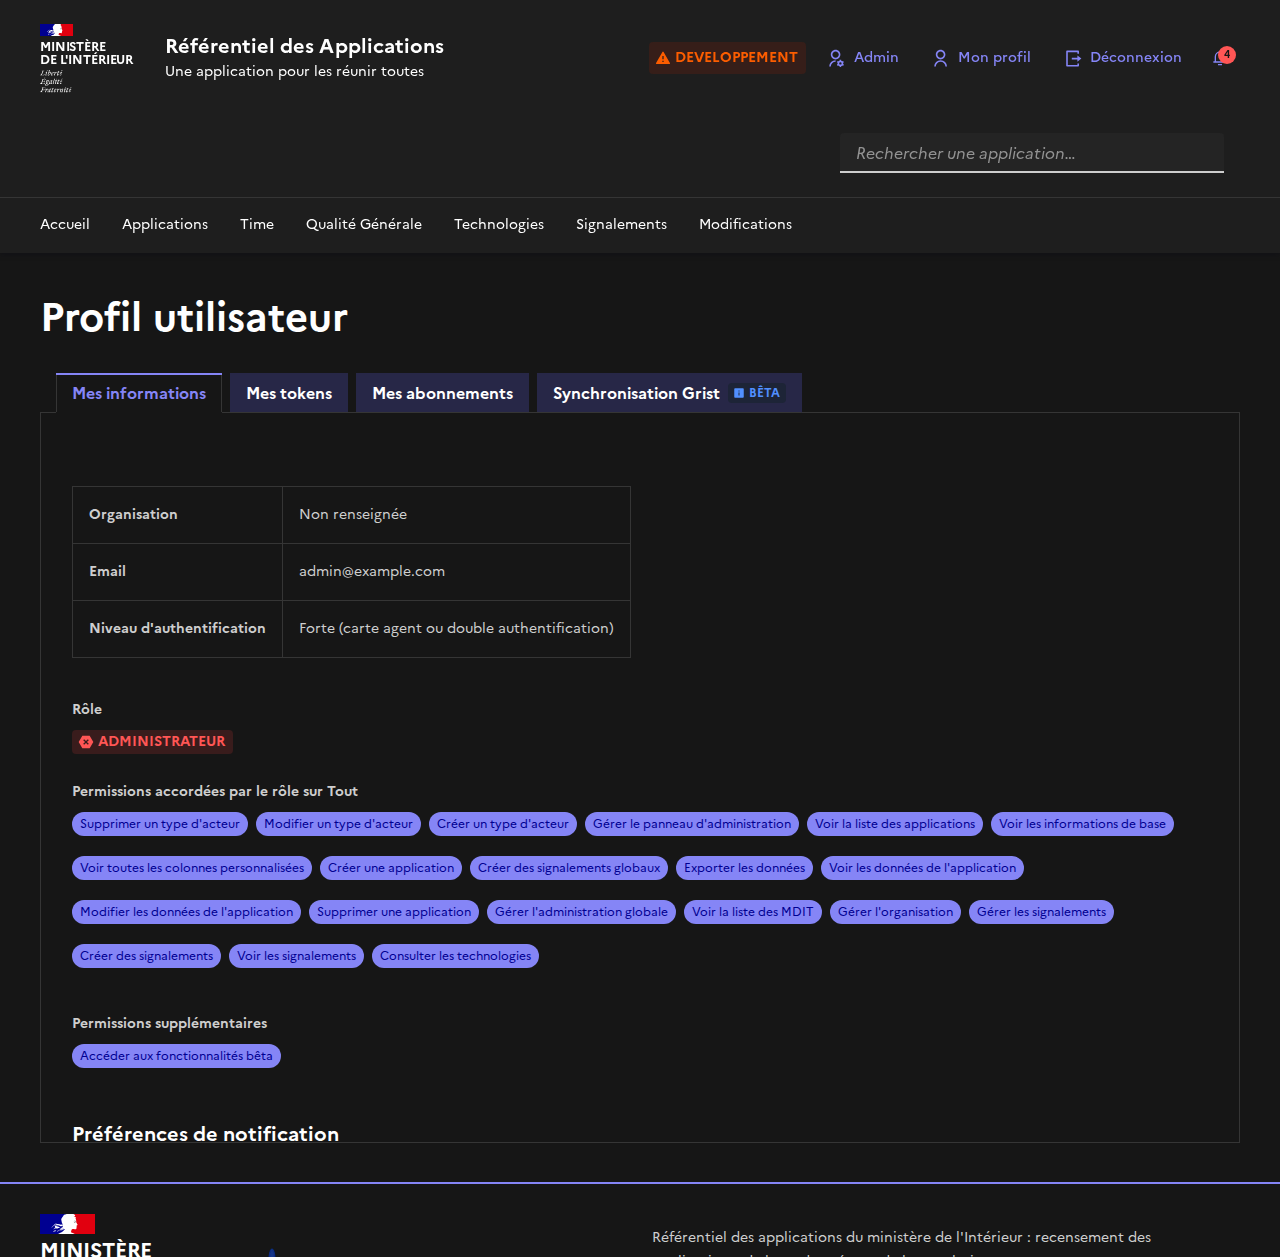 MINISTÈRE
DE L'INTÉRIEUR
Liberté
Égalité
Fraternité
Référentiel des Applications
Une application pour les réunir toutes
DEVELOPPEMENT
Admin
Mon profil
Déconnexion
4
Rechercher une application…
Accueil
Applications
Time
Qualité Générale
Technologies
Signalements
Modifications
Profil utilisateur
Mes informations
Mes tokens
Mes abonnements
Synchronisation Grist
BÊTA
Organisation
Non renseignée
Email
admin@example.com
Niveau d'authentification
Forte (carte agent ou double authentification)
Rôle
ADMINISTRATEUR
Permissions accordées par le rôle sur Tout
Supprimer un type d'acteur
Modifier un type d'acteur
Créer un type d'acteur
Gérer le panneau d'administration
Voir la liste des applications
Voir les informations de base
Voir toutes les colonnes personnalisées
Créer une application
Créer des signalements globaux
Exporter les données
Voir les données de l'application
Modifier les données de l'application
Supprimer une application
Gérer l'administration globale
Voir la liste des MDIT
Gérer l'organisation
Gérer les signalements
Créer des signalements
Voir les signalements
Consulter les technologies
Permissions supplémentaires
Accéder aux fonctionnalités bêta
Préférences de notification
MINISTÈRE
Référentiel des applications du ministère de l'Intérieur : recensement des